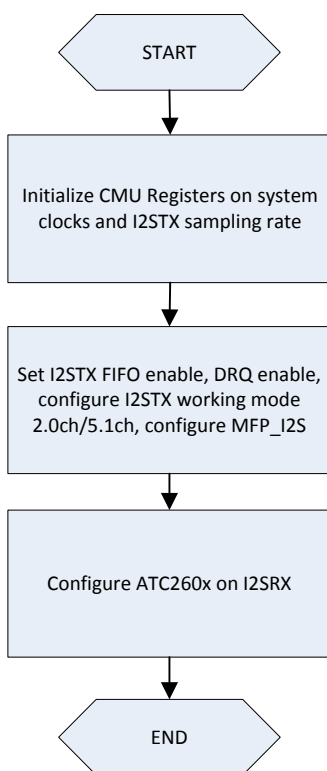 START
Initialize CMU Registers on system
clocks and I2STX sampling rate
Set I2STX FIFO enable, DRQ enable,
configure I2STX working mode
2.0ch/5.1ch, configure MFP_I2S
Configure ATC260x on I2SRX
END